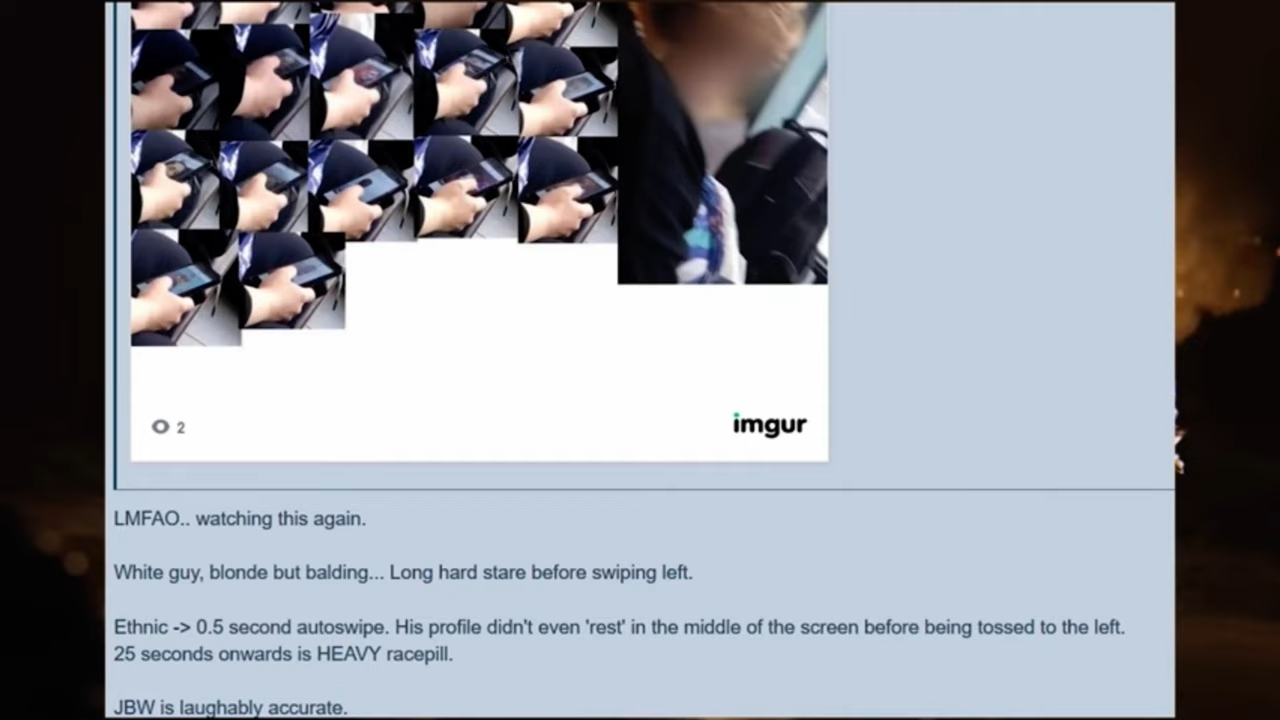 2
imgur
LMFAO.. watching this again.
White guy, blonde but balding... Long hard stare before swiping left.
Ethnic -> 0.5 second autoswipe. His profile didn't even 'rest' in the middle of the screen before being tossed to the left.
25 seconds onwards is HEAVY racepill.
JBW is laughably accurate.